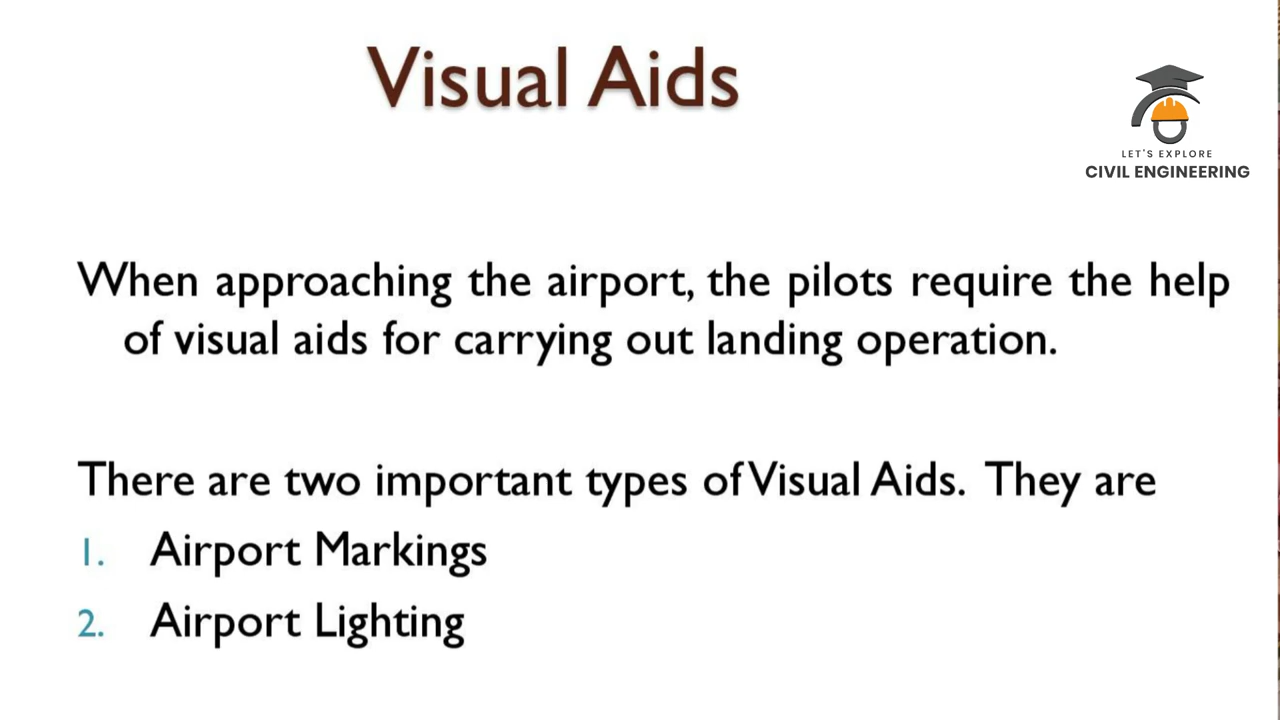 Visual Aids
LET'S EXPLORE
CIVIL ENGINEERING
When approaching the airport, the pilots require the help
of visual aids for carrying out landing operation.
There are two important types of Visual Aids. They are
1. Airport Markings
2. Airport Lighting